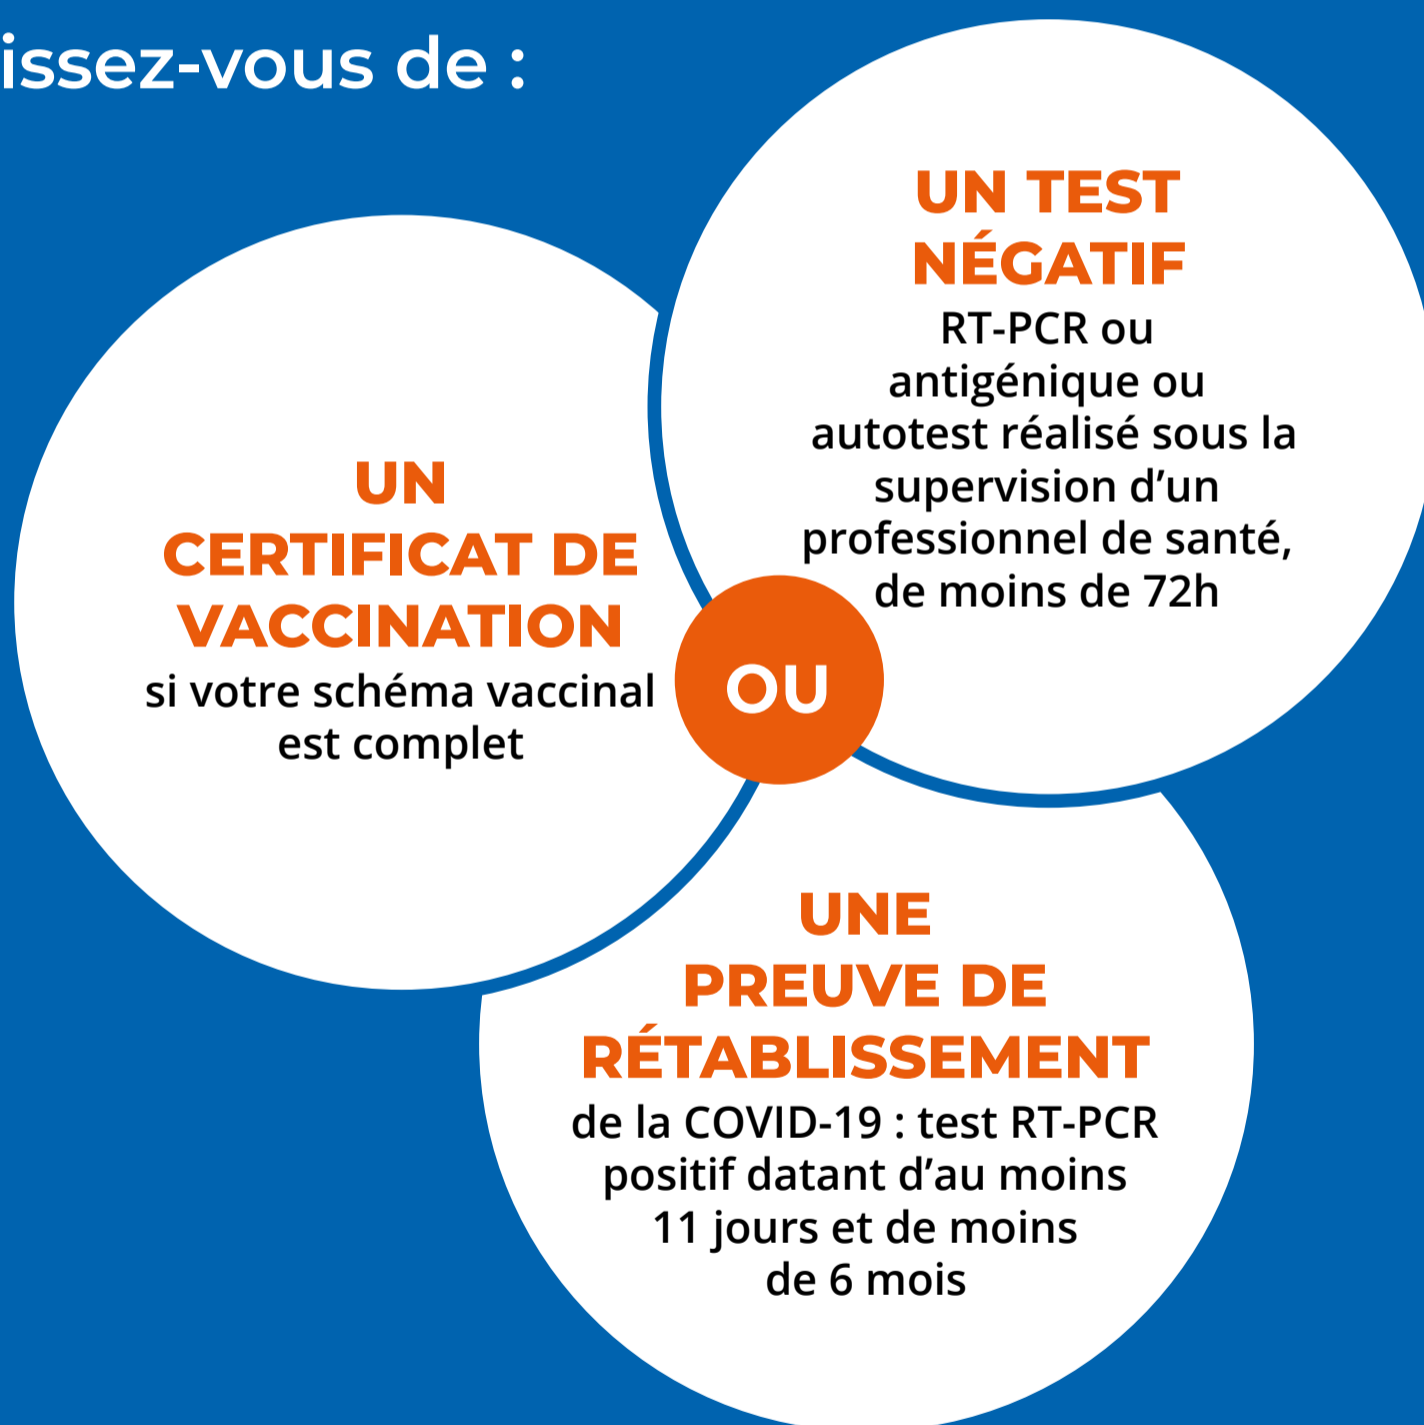 issez-vous de :
UN
CERTIFICAT DE
VACCINATION
si votre schéma vaccinal
est complet
OU
UN TEST
NÉGATIF
RT-PCR ou
antigénique ou
autotest réalisé sous la
supervision d’un
professionnel de santé,
de moins de 72h
UNE
PREUVE DE
RÉTABLISSEMENT
de la COVID-19 : test RT-PCR
positif datant d’au moins
11 jours et de moins
de 6 mois